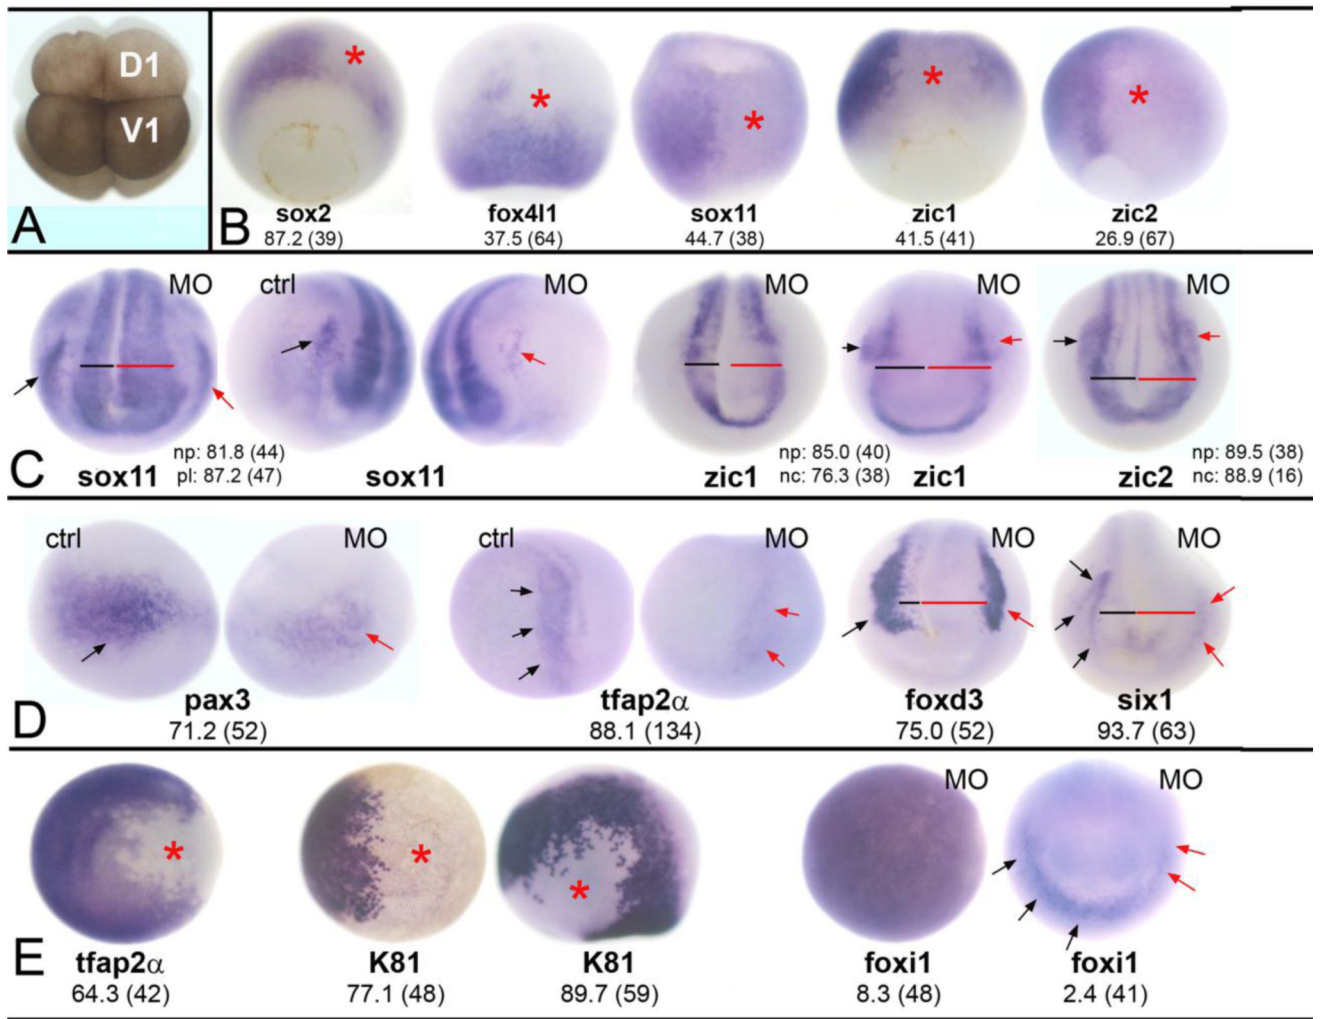 D1
V1
A
B
* * * * *
sox2 fox4l1 sox11 zic1 zic2
87.2 (39) 37.5 (64) 44.7 (38) 41.5 (41) 26.9 (67)
C
MO ctrl MO MO MO MO
np: 81.8 (44) np: 85.0 (40) np: 89.5 (38)
sox11 pl: 87.2 (47) sox11 zic1 nc: 76.3 (38) zic1 zic2 nc: 88.9 (16)
D
ctrl MO ctrl MO MO MO
pax3 tfap2α foxd3 six1
71.2 (52) 88.1 (134) 75.0 (52) 93.7 (63)
E
MO MO
* * *
tfap2α K81 K81 foxi1 foxi1
64.3 (42) 77.1 (48) 89.7 (59) 8.3 (48) 2.4 (41)